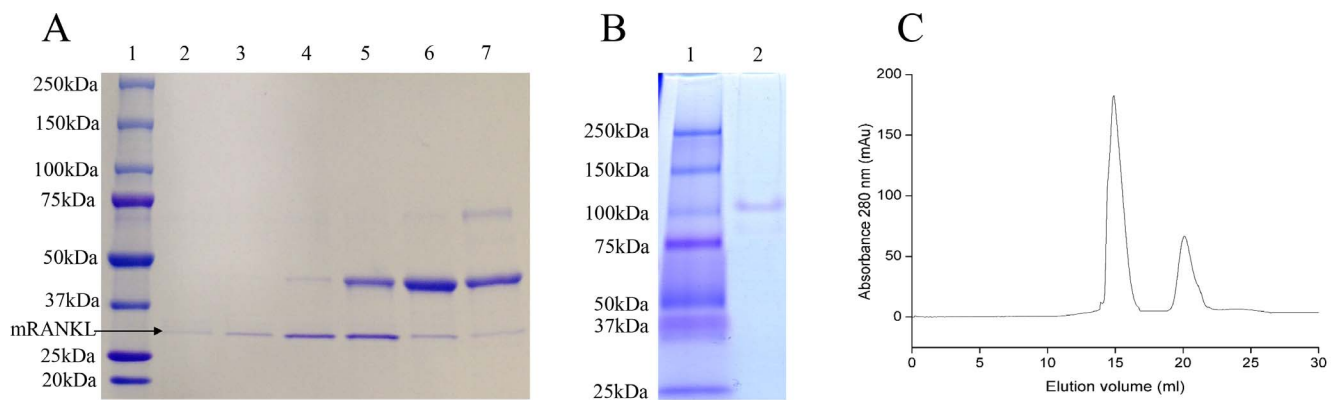 A
1 2 3 4 5 6 7
250kDa
150kDa
100kDa
75kDa
50kDa
37kDa
mRANKL
25kDa
20kDa
B
1 2
250kDa
150kDa
100kDa
75kDa
50kDa
37kDa
25kDa
C
200
150
100
50
0
Absorbance 280 nm (mAu)
0 5 10 15 20 25 30
Elution volume (ml)